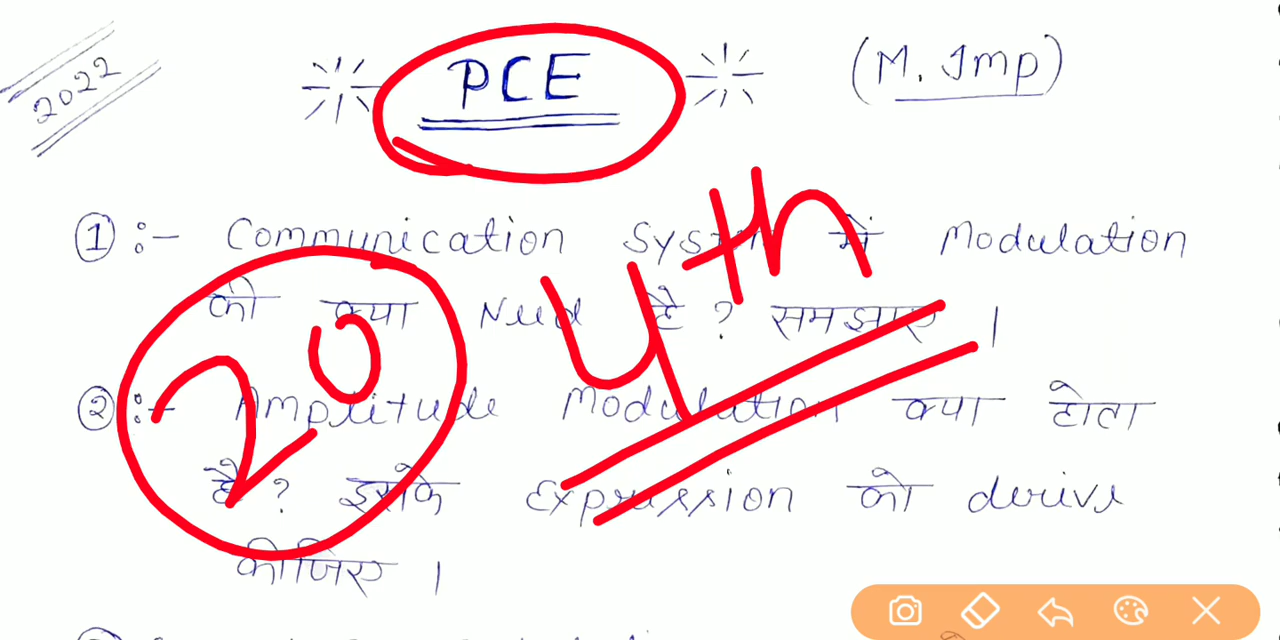 2022
PCE
(M. Imp)
① :- Communication System में Modulation
की क्या Need है ? समझाए ।
② :- Amplitude Modulation क्या होता
है ? इसके Expression को derive
कीजिए ।
20
4th